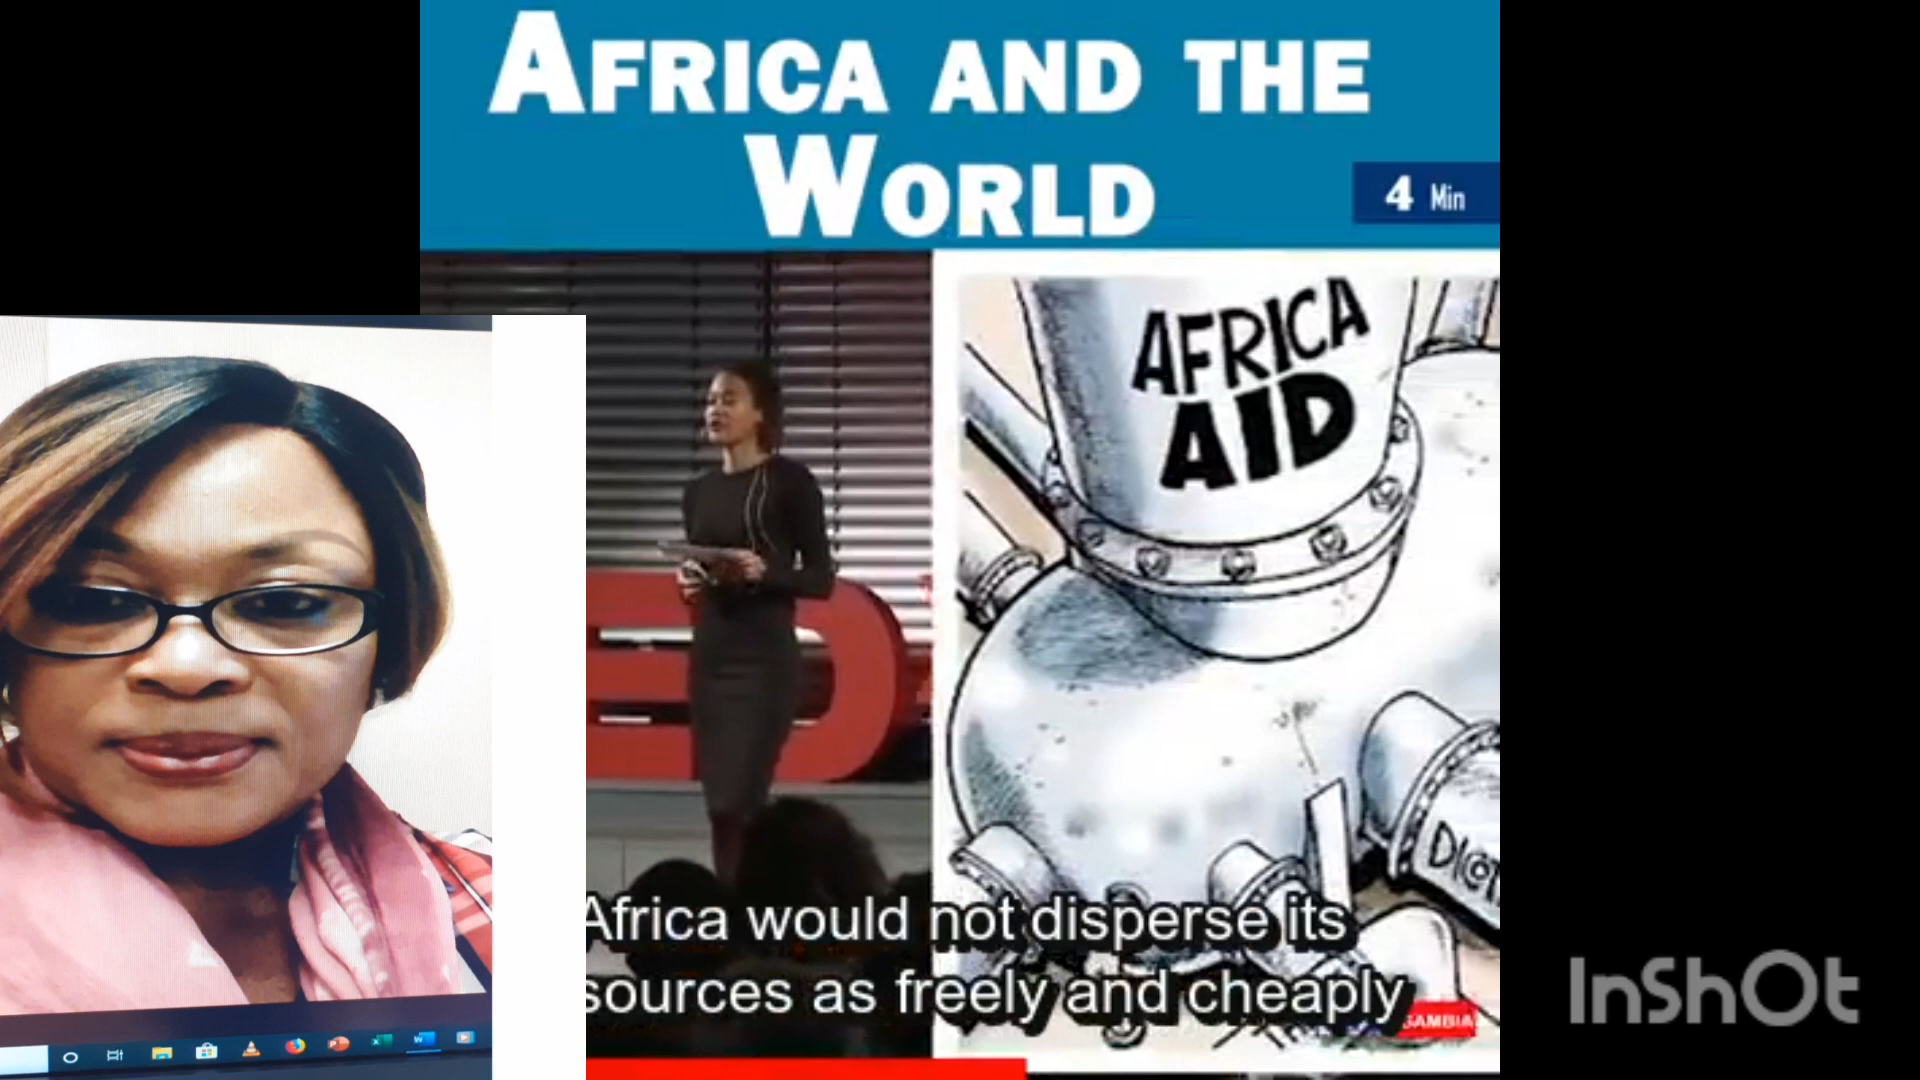 AFRICA AND THE
WORLD
4 Min
AFRICA
AID
Africa would not disperse its
sources as freely and cheaply
GAMBIA
InShOt